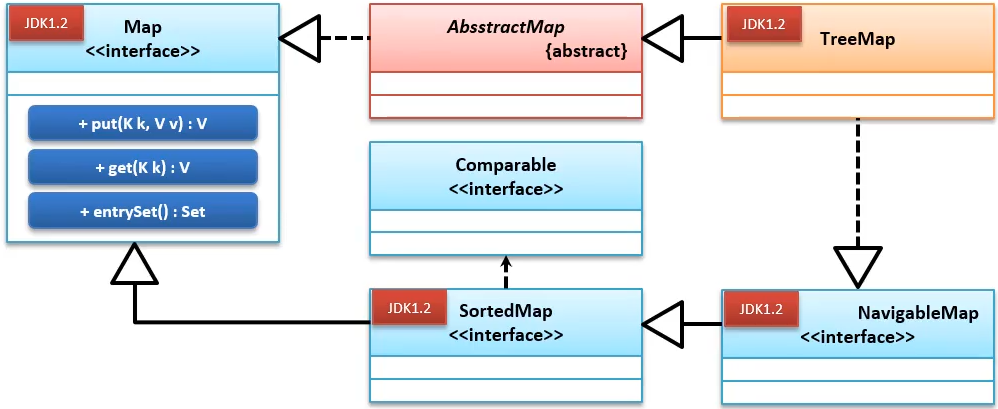 JDK1.2
Map
<<interface>>
+ put(K k, V v) : V
+ get(K k) : V
+ entrySet() : Set
AbsstractMap
{abstract}
JDK1.2
TreeMap
Comparable
<<interface>>
JDK1.2
SortedMap
<<interface>>
JDK1.2
NavigableMap
<<interface>>